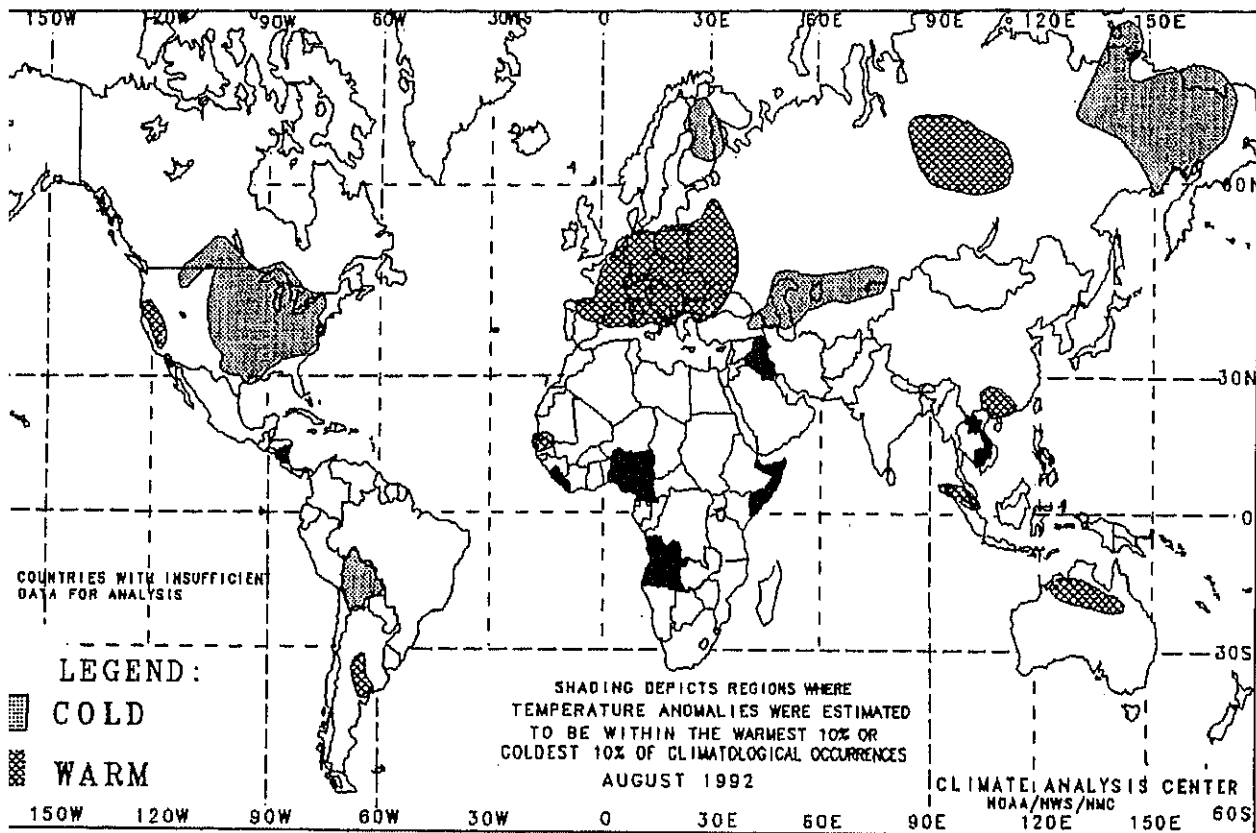 150W 120W 90W 60W 30W 0 30E 60E 90E 120E 150E
60N
30N
0
30S
COUNTRIES WITH INSUFFICIENT
DATA FOR ANALYSIS
LEGEND:
COLD
WARM
SHADING DEPICTS REGIONS WHERE
TEMPERATURE ANOMALIES WERE ESTIMATED
TO BE WITHIN THE WARMEST 10% OR
COLDEST 10% OF CLIMATOLOGICAL OCCURRENCES
AUGUST 1992
CLIMATE ANALYSIS CENTER
NOAA/NWS/NMC
150W 120W 90W 60W 30W 0 30E 60E 90E 120E 150E 60S